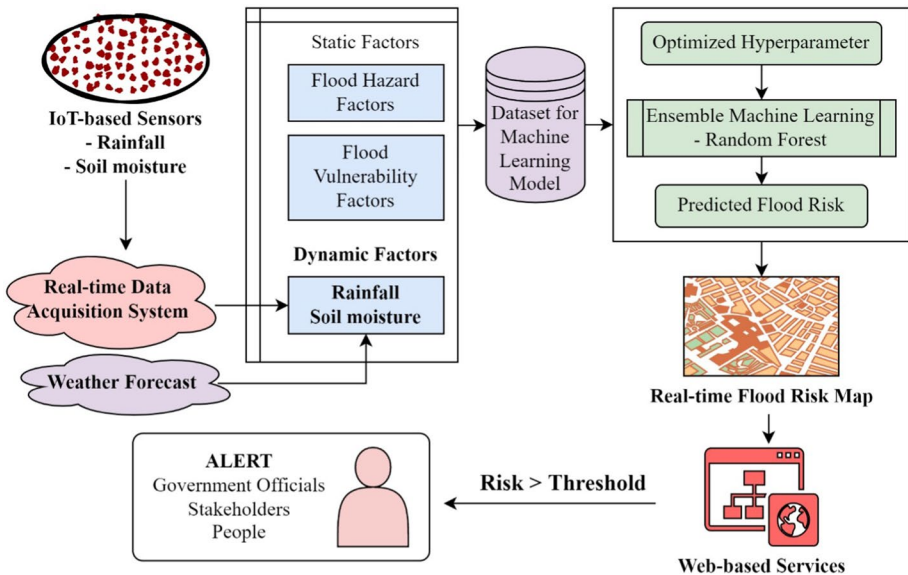 IoT-based Sensors
- Rainfall
- Soil moisture
Real-time Data
Acquisition System
Weather Forecast
Static Factors
Flood Hazard
Factors
Flood
Vulnerability
Factors
Dynamic Factors
Rainfall
Soil moisture
Dataset for
Machine
Learning
Model
Optimized Hyperparameter
Ensemble Machine Learning
- Random Forest
Predicted Flood Risk
Real-time Flood Risk Map
Web-based Services
Risk > Threshold
ALERT
Government Officials
Stakeholders
People